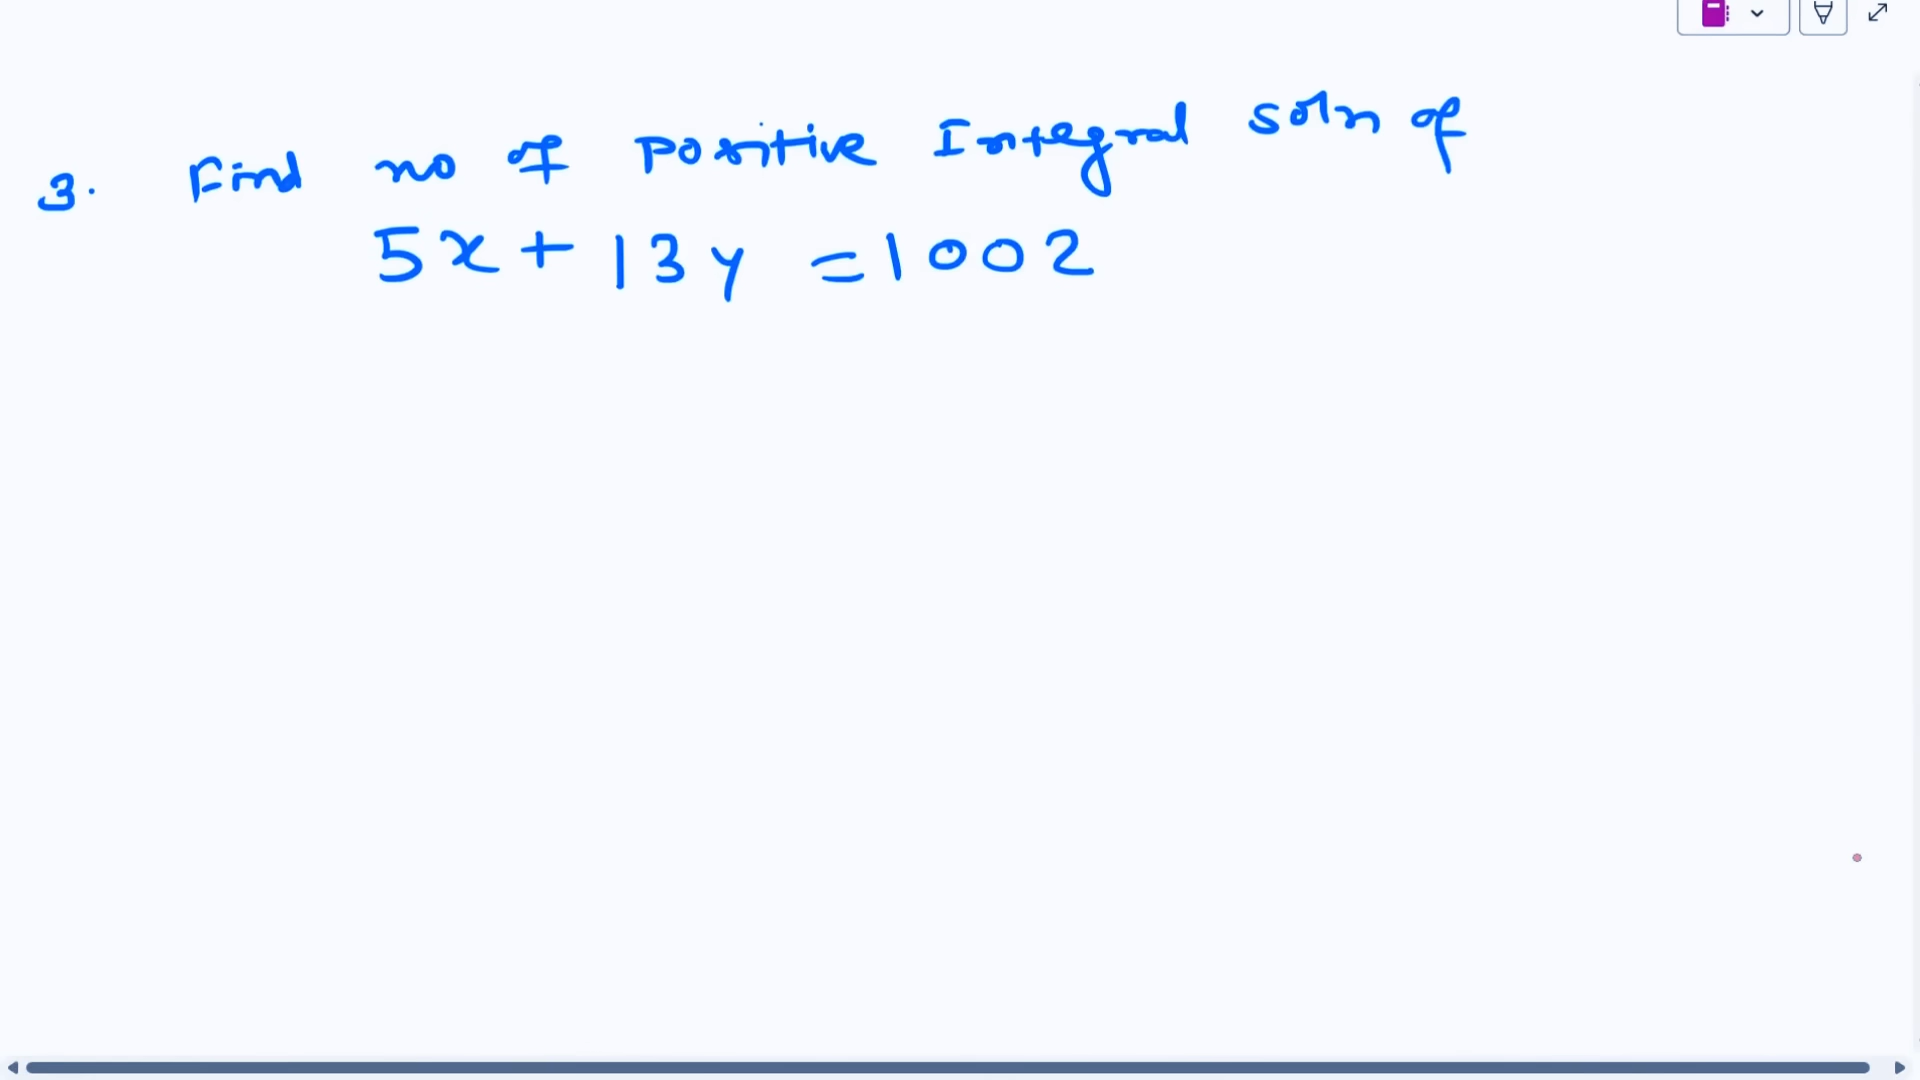 3. Find no of positive Integral soln of
5x + 13y = 1002